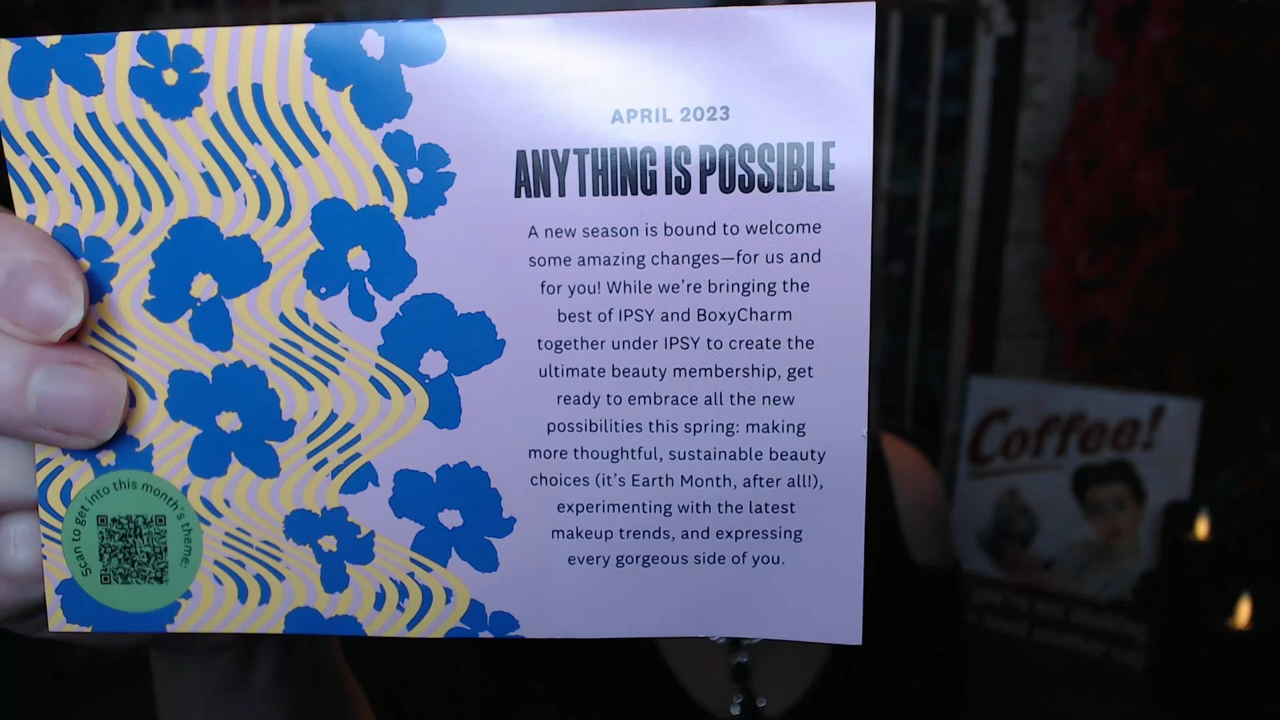 APRIL 2023
ANYTHING IS POSSIBLE
A new season is bound to welcome
some amazing changes—for us and
for you! While we're bringing the
best of IPSY and BoxyCharm
together under IPSY to create the
ultimate beauty membership, get
ready to embrace all the new
possibilities this spring: making
more thoughtful, sustainable beauty
choices (it's Earth Month, after all!),
experimenting with the latest
makeup trends, and expressing
every gorgeous side of you.
Scan to get into this month's theme:
Coffee!